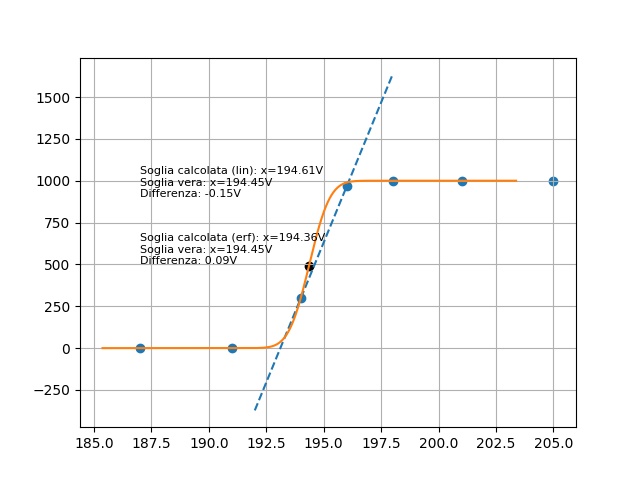 1500
1250
Soglia calcolata (lin): x=194.61V
Soglia vera: x=194.45V
Differenza: -0.15V
1000
750
Soglia calcolata (erf): x=194.36V
Soglia vera: x=194.45V
Differenza: 0.09V
500
250
0
−250
185.0 187.5 190.0 192.5 195.0 197.5 200.0 202.5 205.0